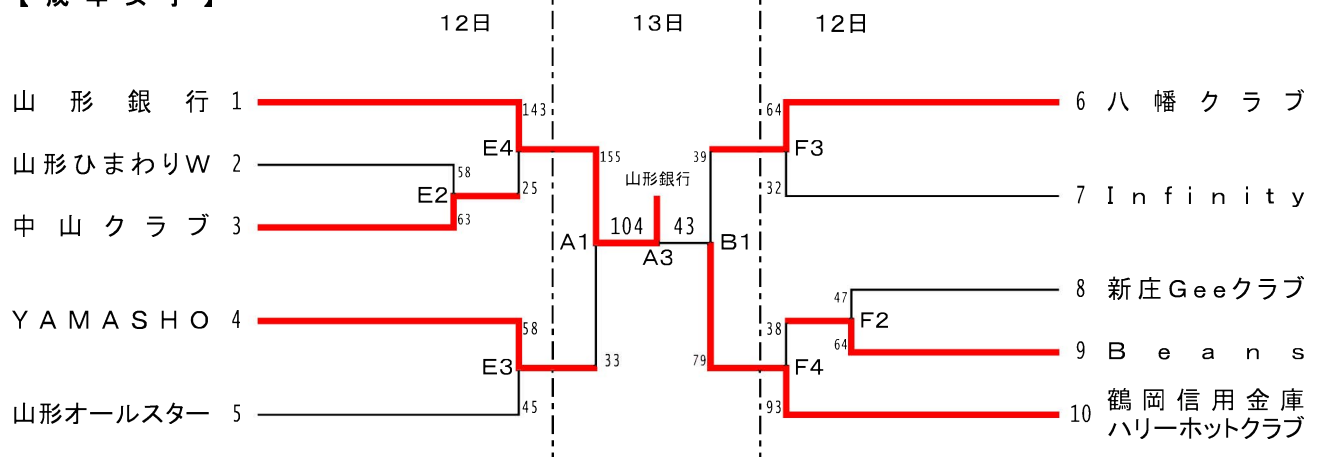 12日 13日 12日
山形銀行 1
143
6 八幡クラブ
64
E4
155
39
F3
山形ひまわりW 2
58
25
山形銀行
32
7 Infinity
E2
中山クラブ 3
63
104 43
A1
A3
B1
8 新庄Geeクラブ
47
YAMASHO 4
58
38
F2
64
9 Beans
E3
33
79
F4
山形オールスター 5
45
93
10 鶴岡信用金庫
ハリーホットクラブ